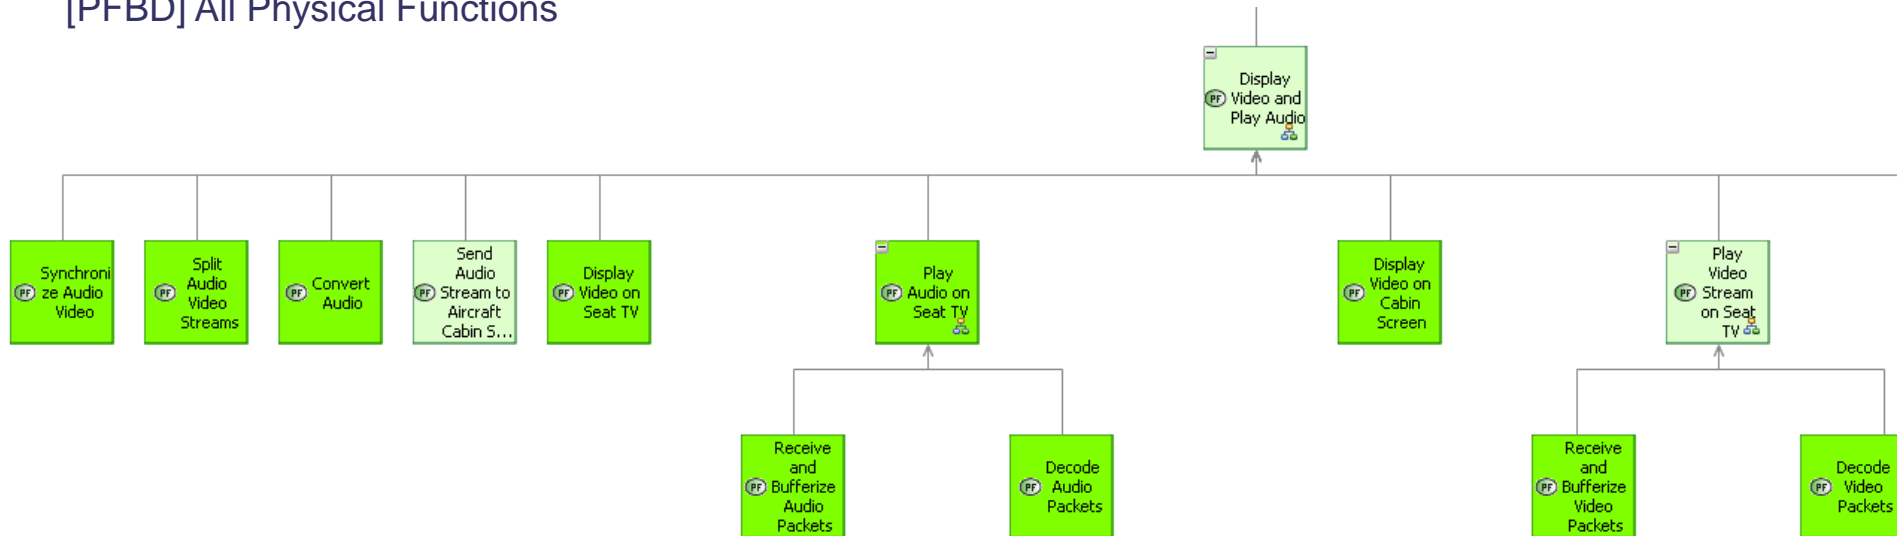 [PFBD] All Physical Functions
Display
PF Video and
Play Audio
Synchroni
PF ze Audio
Video
Split
Audio
PF Video
Streams
PF Convert
Audio
Send
Audio
PF Stream to
Aircraft
Cabin S...
Display
PF Video on
Seat TV
Play
PF Audio on
Seat TV
Display
Video on
PF Cabin
Screen
Play
Video
PF Stream
on Seat
TV
Receive
and
PF Bufferize
Audio
Packets
Decode
PF Audio
Packets
Receive
and
PF Bufferize
Video
Packets
Decode
PF Video
Packets